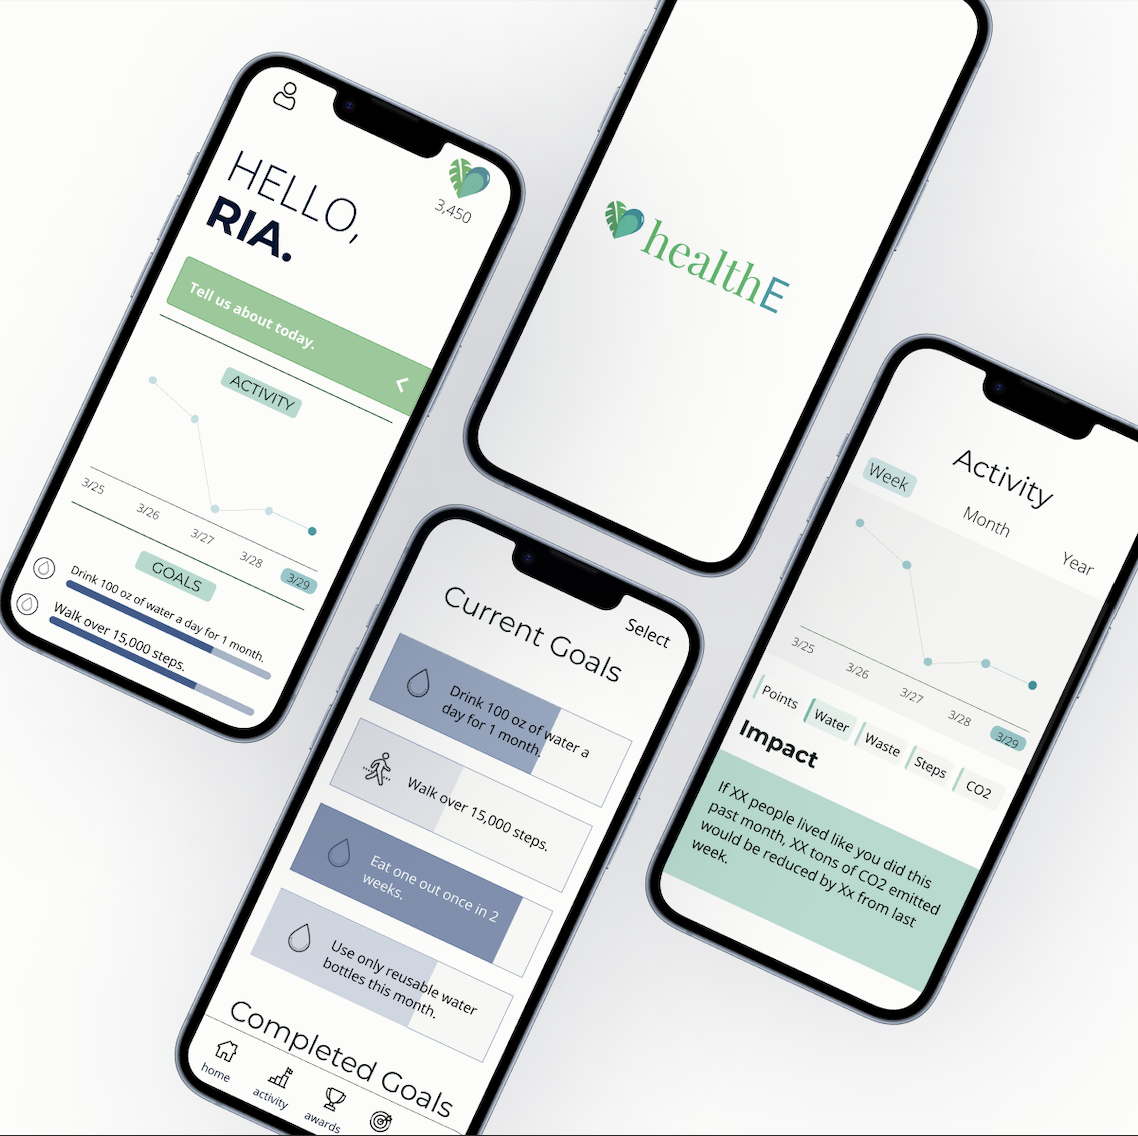 HELLO,
RIA.
3,450
Tell us about today.
ACTIVITY
3/25
3/26
3/27
3/28
3/29
GOALS
Drink 100 oz of water a day for 1 month.
Walk over 15,000 steps.
healthE
Select
Current Goals
Drink 100 oz of water a
day for 1 month.
Walk over 15,000 steps.
Eat one out once in 2
weeks.
Use only reusable water
bottles this month.
Completed Goals
home
activity
awards
Activity
Week
Month
Year
3/25
3/26
3/27
3/28
3/29
Points
Water
Waste
Steps
CO2
Impact
If XX people lived like you did this
past month, XX tons of CO2 emitted
would be reduced by Xx from last
week.